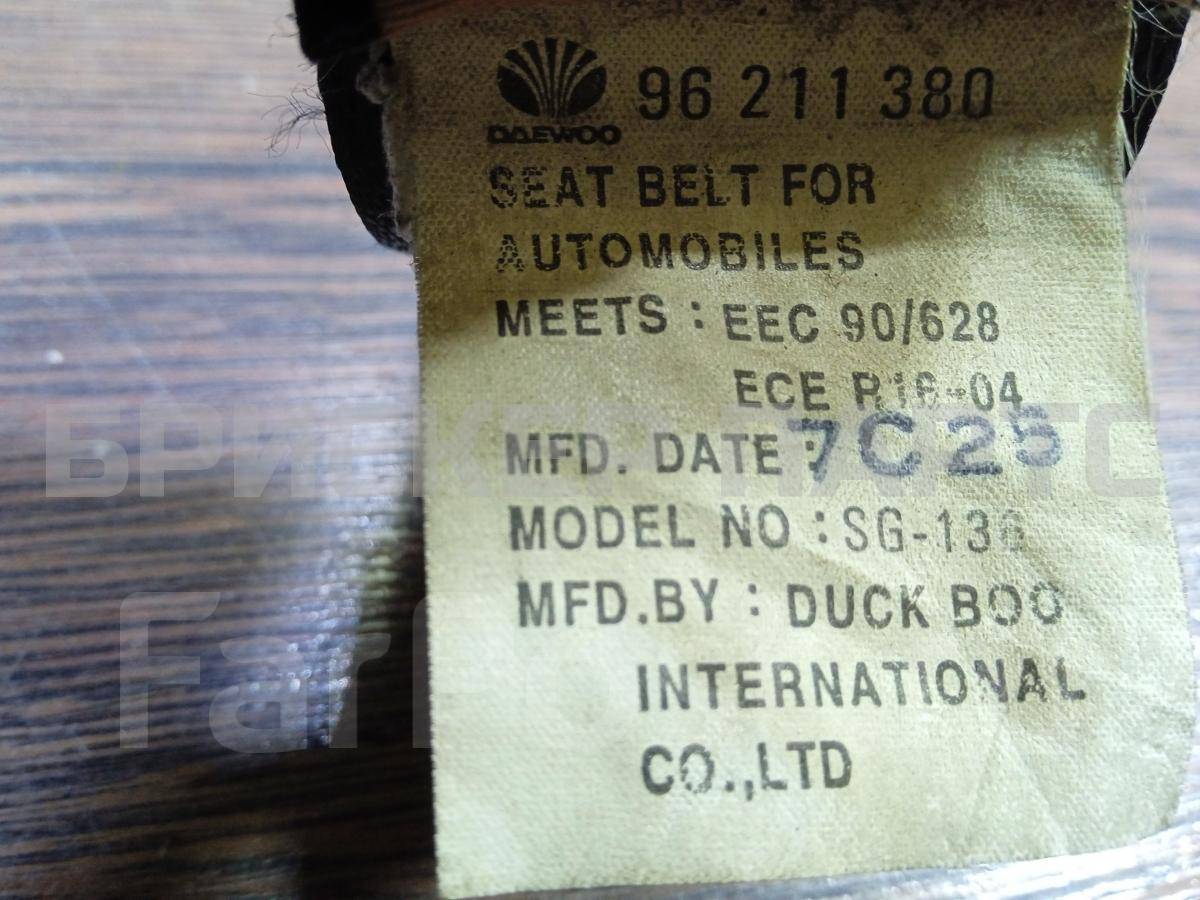 96 211 380
DAEWOO
SEAT BELT FOR
AUTOMOBILES
MEETS : EEC 90/628
ECE R16-04
MFD. DATE : 7C25
MODEL NO : SG-136
MFD.BY : DUCK BOO
INTERNATIONAL
CO.,LTD